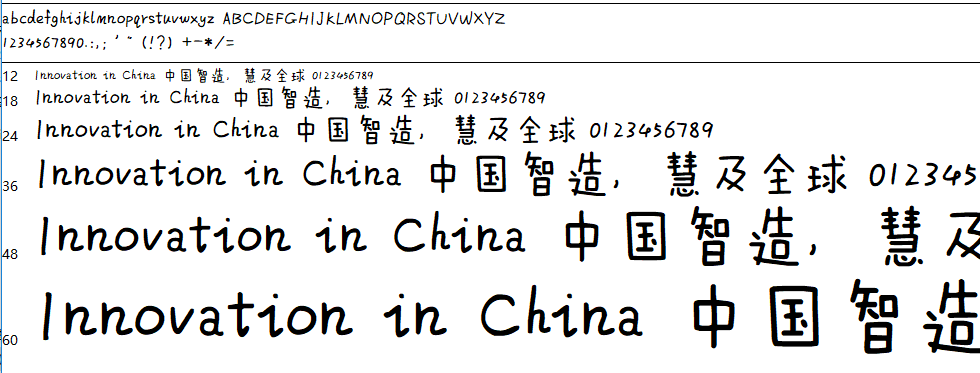 abcdefghijklmnopqrstuvwxyz ABCDEFGHIJKLMNOPQRSTUVWXYZ
1234567890.:,; ' " (!?) +-*/=
12 Innovation in China 中国智造，慧及全球 0123456789
18 Innovation in China 中国智造，慧及全球 0123456789
24 Innovation in China 中国智造，慧及全球 0123456789
36 Innovation in China 中国智造，慧及全球 012345
48 Innovation in China 中国智造，慧及
60 Innovation in China 中国智造